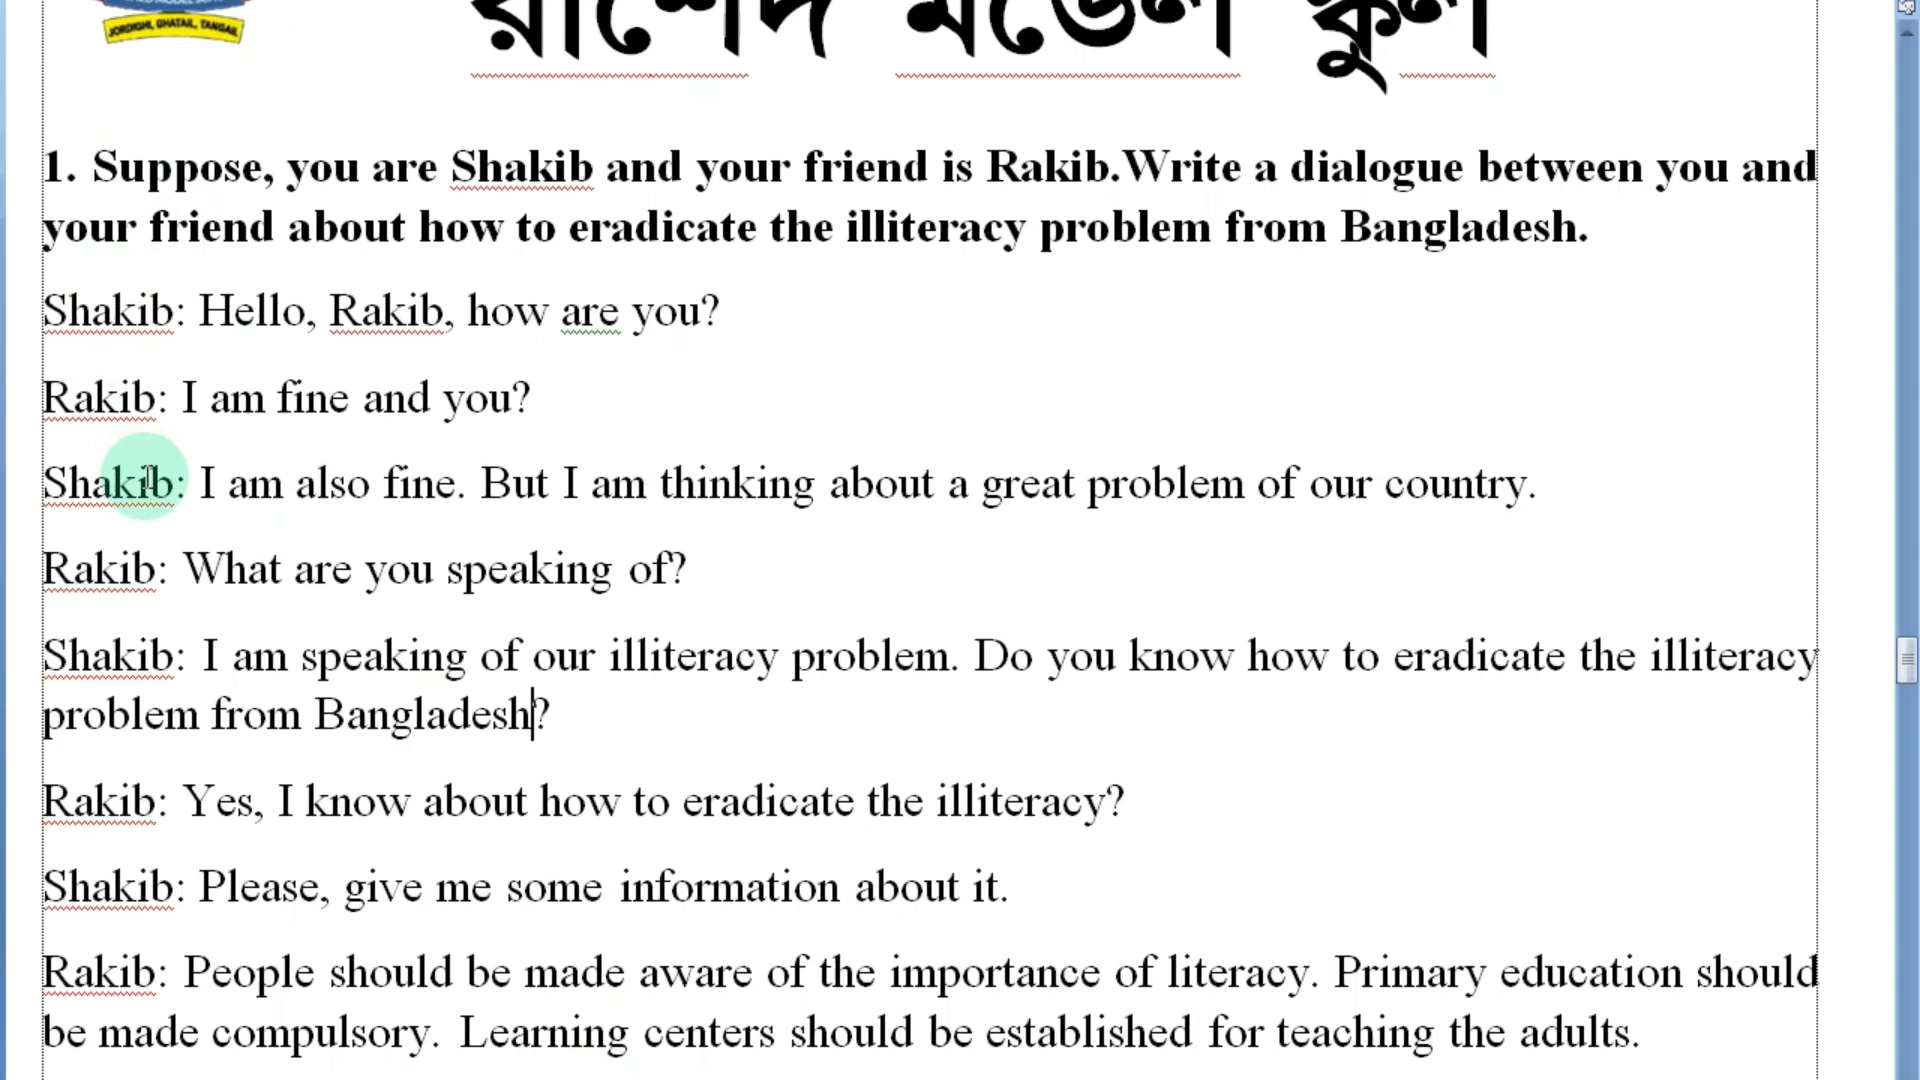 JORDIGHI, GHATAIL, TANGAIL
রাশেদ মডেল স্কুল
1. Suppose, you are Shakib and your friend is Rakib.Write a dialogue between you and
your friend about how to eradicate the illiteracy problem from Bangladesh.
Shakib: Hello, Rakib, how are you?
Rakib: I am fine and you?
Shakib: I am also fine. But I am thinking about a great problem of our country.
Rakib: What are you speaking of?
Shakib: I am speaking of our illiteracy problem. Do you know how to eradicate the illiteracy
problem from Bangladesh?
Rakib: Yes, I know about how to eradicate the illiteracy?
Shakib: Please, give me some information about it.
Rakib: People should be made aware of the importance of literacy. Primary education should
be made compulsory. Learning centers should be established for teaching the adults.